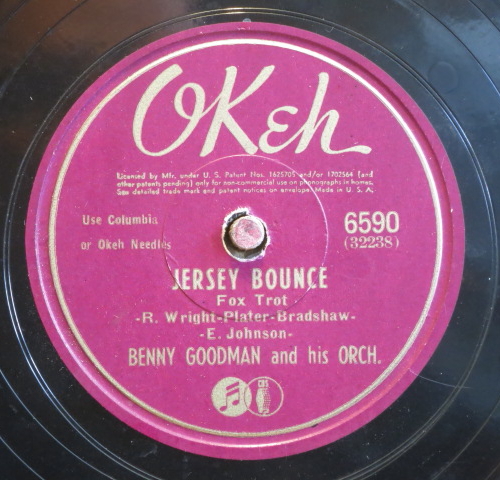 OKeh
Licensed by Mfr. under U. S. Patent Nos. 1625705 and/or 1702564 (and
other patents pending) only for non-commercial use on phonographs in homes.
See detailed trade mark and patent notices on envelope. Made in U. S. A.
Use Columbia
or Okeh Needles
6590
(32238)
JERSEY BOUNCE
Fox Trot
-R. Wright-Plater-Bradshaw-
-E. Johnson-
BENNY GOODMAN and his ORCH.
CBS